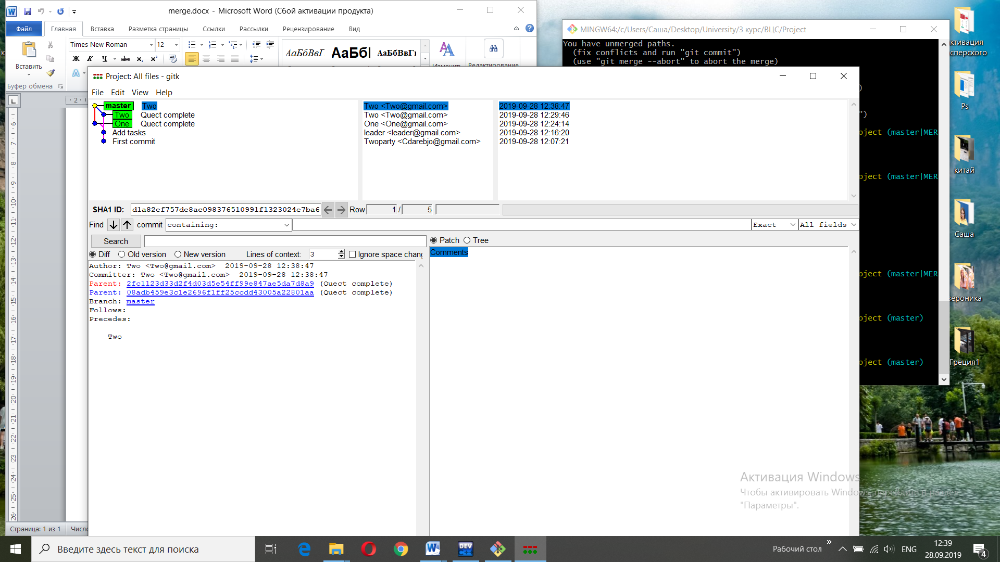 merge.docx - Microsoft Word (Сбой активации продукта)
Файл Главная Вставка Разметка страницы Ссылки Рассылки Рецензирование Вид
Вставить
Буфер обмена
Times New Roman 12
Ж К Ч abc x₂ x²
АаБбВвГ АаБбІ АаБбВвГг
Изменить Редактирование
MINGW64:/c/Users/Саша/Desktop/University/3 курс/ВЦС/Project
You have unmerged paths.
(fix conflicts and run "git commit")
(use "git merge --abort" to abort the merge)
)
")
oject (master|MER
oject (master|MER
oject (master|MER
oject (master)
oject (master)
Project: All files - gitk
File Edit View Help
master Two Two <Two@gmail.com> 2019-09-28 12:38:47
Two Quect complete Two <Two@gmail.com> 2019-09-28 12:29:46
One Quect complete One <One@gmail.com> 2019-09-28 12:24:14
Add tasks leader <leader@gmail.com> 2019-09-28 12:16:20
First commit Twoparty <Cdarebjo@gmail.com> 2019-09-28 12:07:21
SHA1 ID: d1a82ef757de8ac098376510991f1323024e7ba6 Row 1 / 5
Find commit containing: Exact All fields
Search Patch Tree
Diff Old version New version Lines of context: 3 Ignore space chang
Comments
Author: Two <Two@gmail.com> 2019-09-28 12:38:47
Committer: Two <Two@gmail.com> 2019-09-28 12:38:47
Parent: 2fc1123d33d2f4d03d5e54ff99e847ae5da7d8a9 (Quect complete)
Parent: 08adb459e3c1e2696f1ff25ccdd43005a22801aa (Quect complete)
Branch: master
Follows:
Precedes:
Two
ктивация
сперского
Ps
китай
Саша
вероника
Греция1
Активация Windows
Чтобы активировать Windows, перейдите в раздел
"Параметры".
Страница: 1 из 1 Число
Введите здесь текст для поиска
DEV
Рабочий стол
ENG
12:39
28.09.2019
4